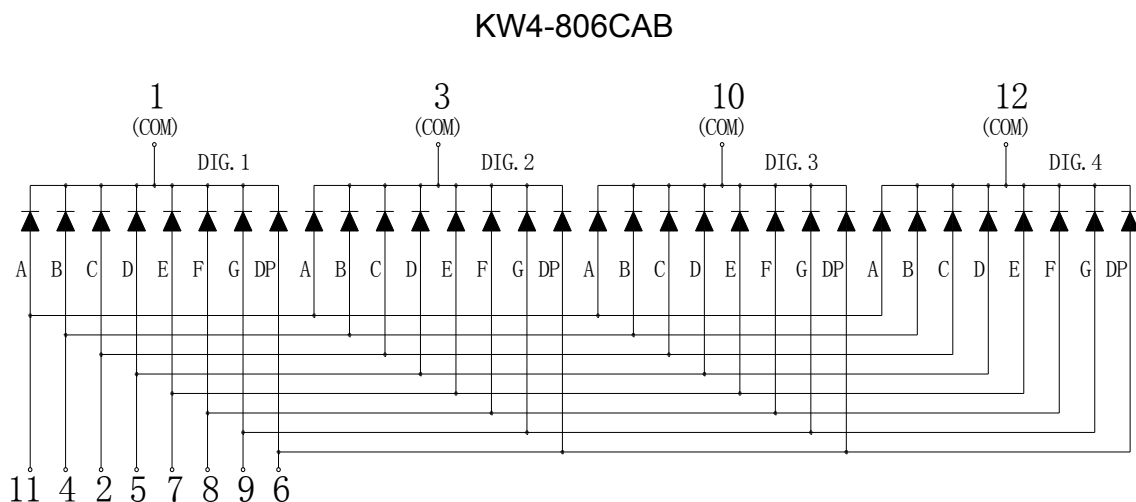 KW4-806CAB
1 3 10 12
(COM) (COM) (COM) (COM)
DIG.1 DIG.2 DIG.3 DIG.4
A B C D E F G DP A B C D E F G DP A B C D E F G DP A B C D E F G DP
11 4 2 5 7 8 9 6